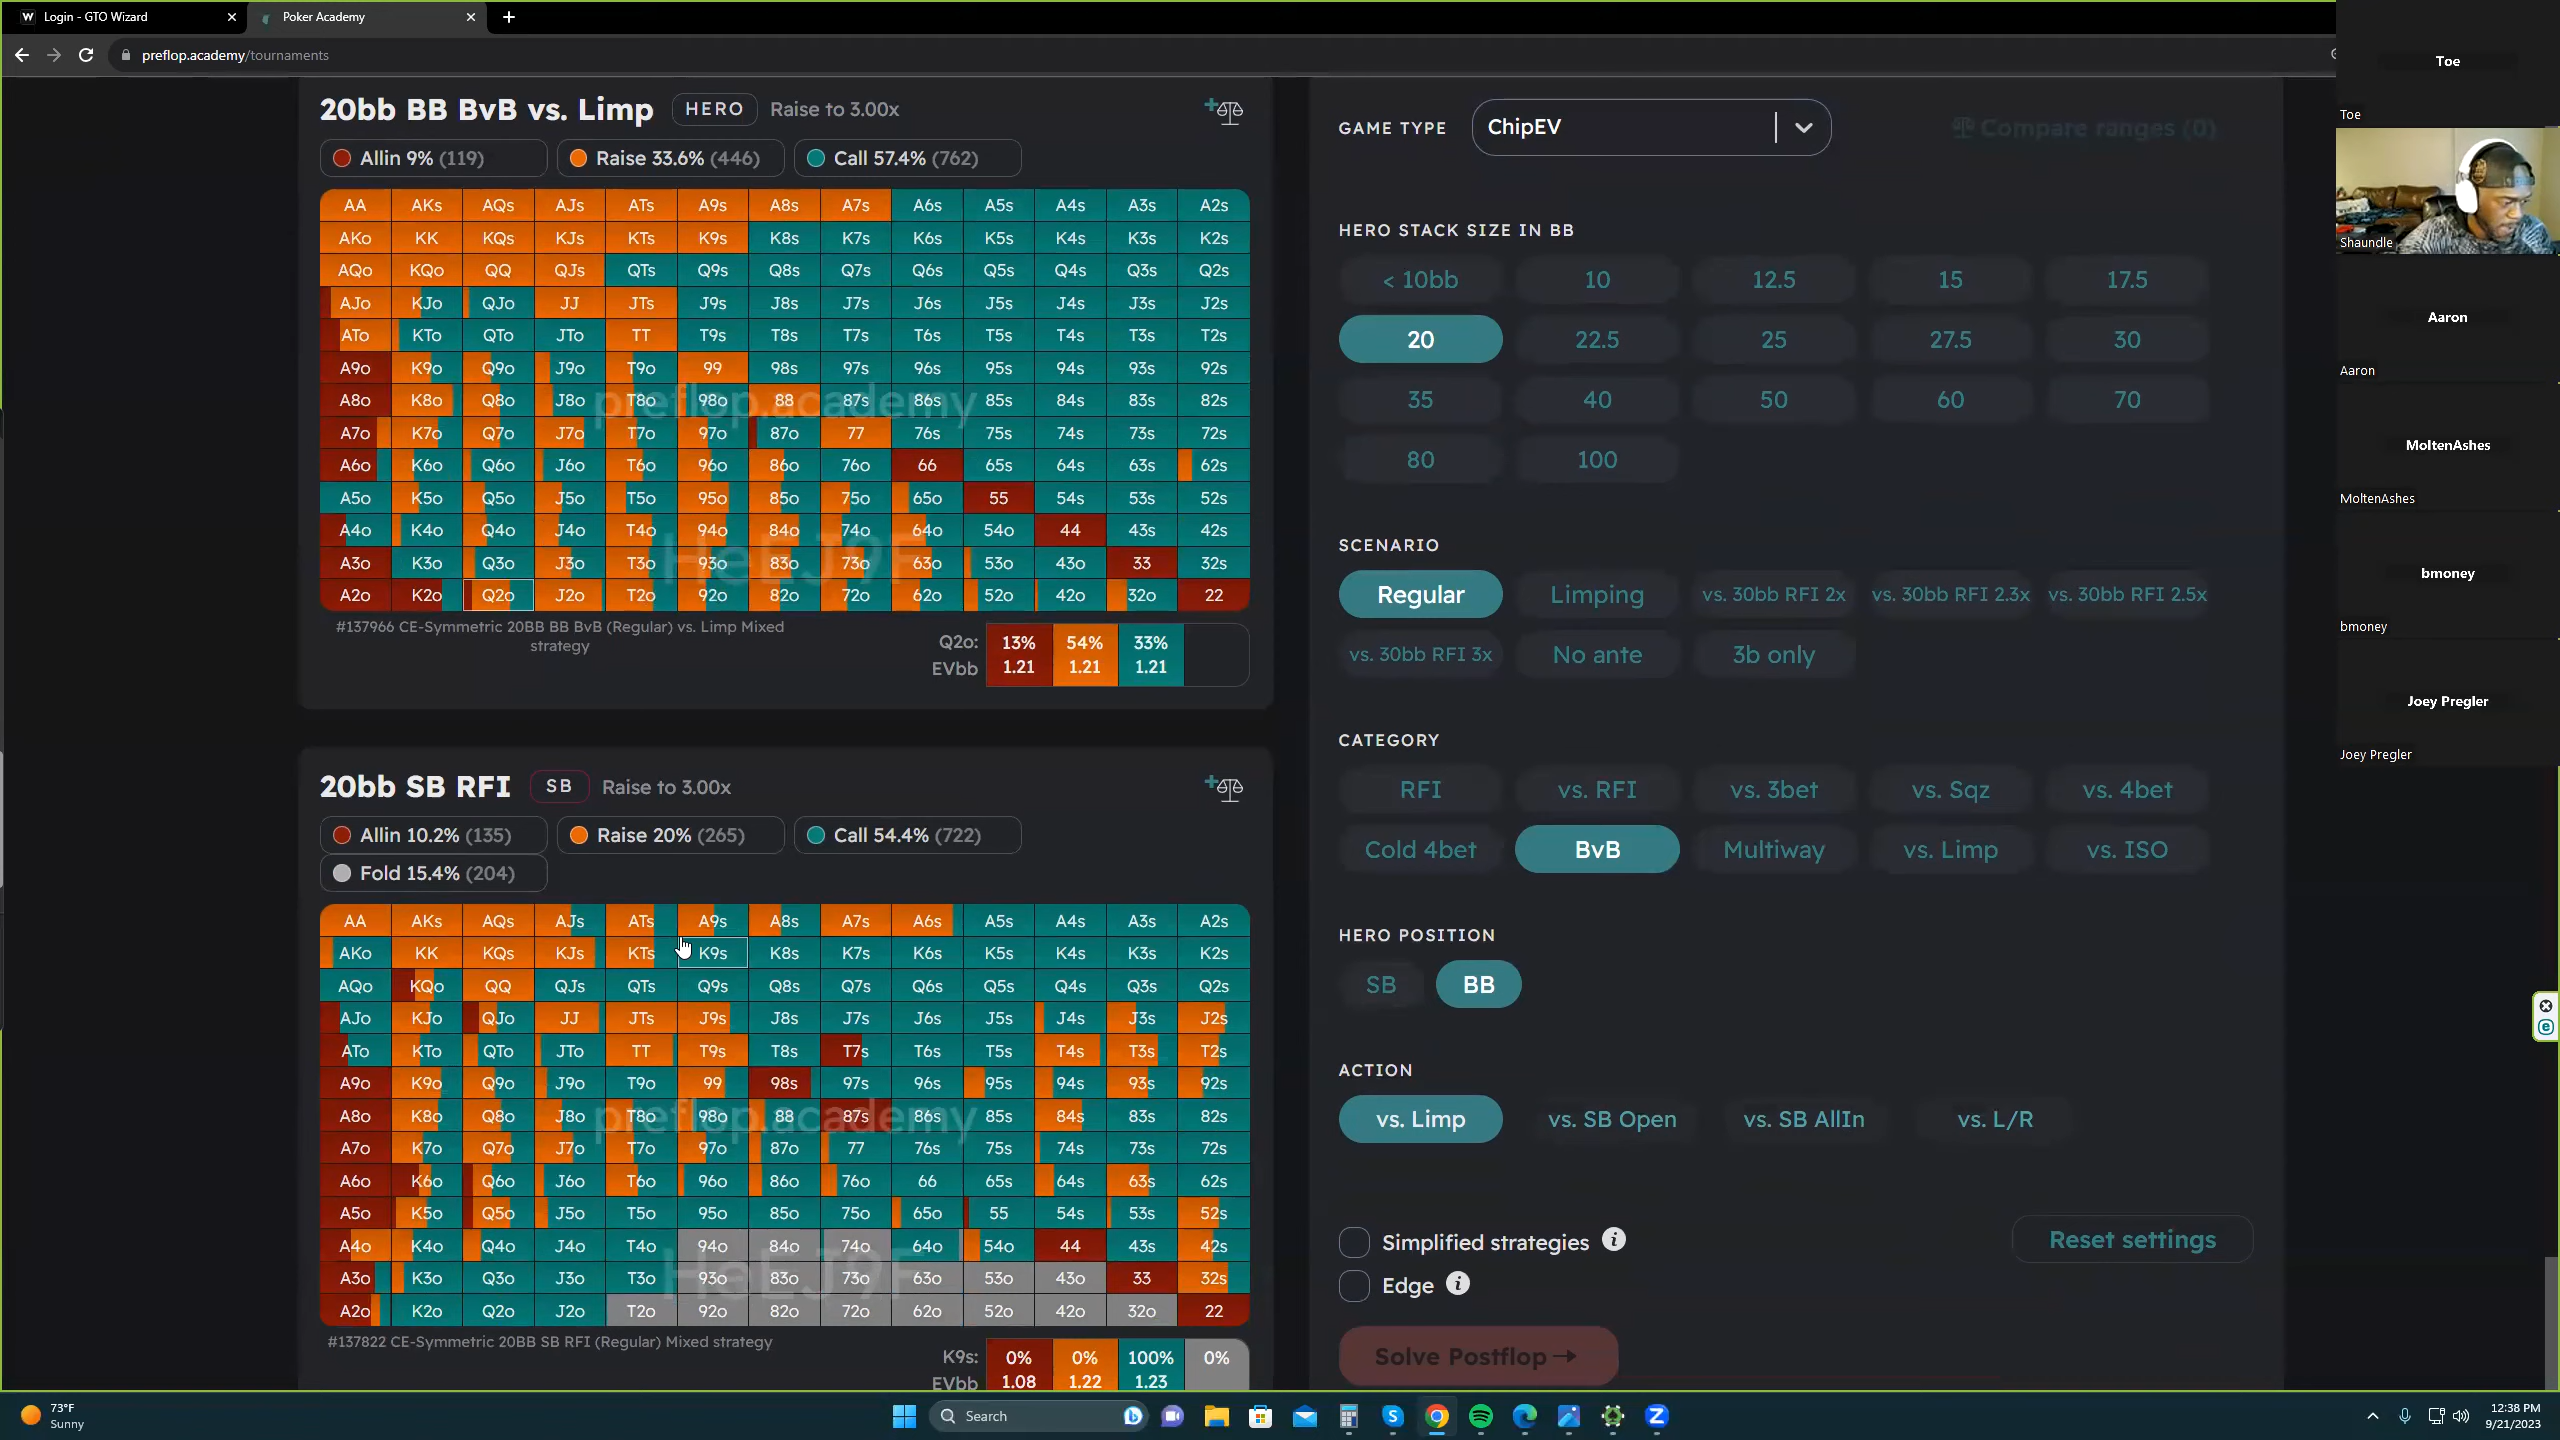 Login - GTO Wizard
Poker Academy
preflop.academy/tournaments
20bb BB BvB vs. Limp HERO Raise to 3.00x
Allin 9% (119) Raise 33.6% (446) Call 57.4% (762)
AA AKs AQs AJs ATs A9s A8s A7s A6s A5s A4s A3s A2s
AKo KK KQs KJs KTs K9s K8s K7s K6s K5s K4s K3s K2s
AQo KQo QQ QJs QTs Q9s Q8s Q7s Q6s Q5s Q4s Q3s Q2s
AJo KJo QJo JJ JTs J9s J8s J7s J6s J5s J4s J3s J2s
ATo KTo QTo JTo TT T9s T8s T7s T6s T5s T4s T3s T2s
A9o K9o Q9o J9o T9o 99 98s 97s 96s 95s 94s 93s 92s
A8o K8o Q8o J8o T8o 98o 88 87s 86s 85s 84s 83s 82s
A7o K7o Q7o J7o T7o 97o 87o 77 76s 75s 74s 73s 72s
A6o K6o Q6o J6o T6o 96o 86o 76o 66 65s 64s 63s 62s
A5o K5o Q5o J5o T5o 95o 85o 75o 65o 55 54s 53s 52s
A4o K4o Q4o J4o T4o 94o 84o 74o 64o 54o 44 43s 42s
A3o K3o Q3o J3o T3o 93o 83o 73o 63o 53o 43o 33 32s
A2o K2o Q2o J2o T2o 92o 82o 72o 62o 52o 42o 32o 22
preflop.academy
HeEJ9F
#137966 CE-Symmetric 20BB BB BvB (Regular) vs. Limp Mixed
strategy
Q2o: 13% 54% 33%
EVbb 1.21 1.21 1.21
20bb SB RFI SB Raise to 3.00x
Allin 10.2% (135) Raise 20% (265) Call 54.4% (722)
Fold 15.4% (204)
AA AKs AQs AJs ATs A9s A8s A7s A6s A5s A4s A3s A2s
AKo KK KQs KJs KTs K9s K8s K7s K6s K5s K4s K3s K2s
AQo KQo QQ QJs QTs Q9s Q8s Q7s Q6s Q5s Q4s Q3s Q2s
AJo KJo QJo JJ JTs J9s J8s J7s J6s J5s J4s J3s J2s
ATo KTo QTo JTo TT T9s T8s T7s T6s T5s T4s T3s T2s
A9o K9o Q9o J9o T9o 99 98s 97s 96s 95s 94s 93s 92s
A8o K8o Q8o J8o T8o 98o 88 87s 86s 85s 84s 83s 82s
A7o K7o Q7o J7o T7o 97o 87o 77 76s 75s 74s 73s 72s
A6o K6o Q6o J6o T6o 96o 86o 76o 66 65s 64s 63s 62s
A5o K5o Q5o J5o T5o 95o 85o 75o 65o 55 54s 53s 52s
A4o K4o Q4o J4o T4o 94o 84o 74o 64o 54o 44 43s 42s
A3o K3o Q3o J3o T3o 93o 83o 73o 63o 53o 43o 33 32s
A2o K2o Q2o J2o T2o 92o 82o 72o 62o 52o 42o 32o 22
preflop.academy
HeEJ9F
#137822 CE-Symmetric 20BB SB RFI (Regular) Mixed strategy
K9s: 0% 0% 100% 0%
EVbb 1.08 1.22 1.23
GAME TYPE ChipEV Compare ranges (0)
HERO STACK SIZE IN BB
< 10bb 10 12.5 15 17.5
20 22.5 25 27.5 30
35 40 50 60 70
80 100
SCENARIO
Regular Limping vs. 30bb RFI 2x vs. 30bb RFI 2.3x vs. 30bb RFI 2.5x
vs. 30bb RFI 3x No ante 3b only
CATEGORY
RFI vs. RFI vs. 3bet vs. Sqz vs. 4bet
Cold 4bet BvB Multiway vs. Limp vs. ISO
HERO POSITION
SB BB
ACTION
vs. Limp vs. SB Open vs. SB AllIn vs. L/R
Simplified strategies
Edge
Reset settings
Solve Postflop →
Toe
Toe
Shaundle
Aaron
Aaron
MoltenAshes
MoltenAshes
bmoney
bmoney
Joey Pregler
Joey Pregler
73°F
Sunny
Search
12:38 PM
9/21/2023